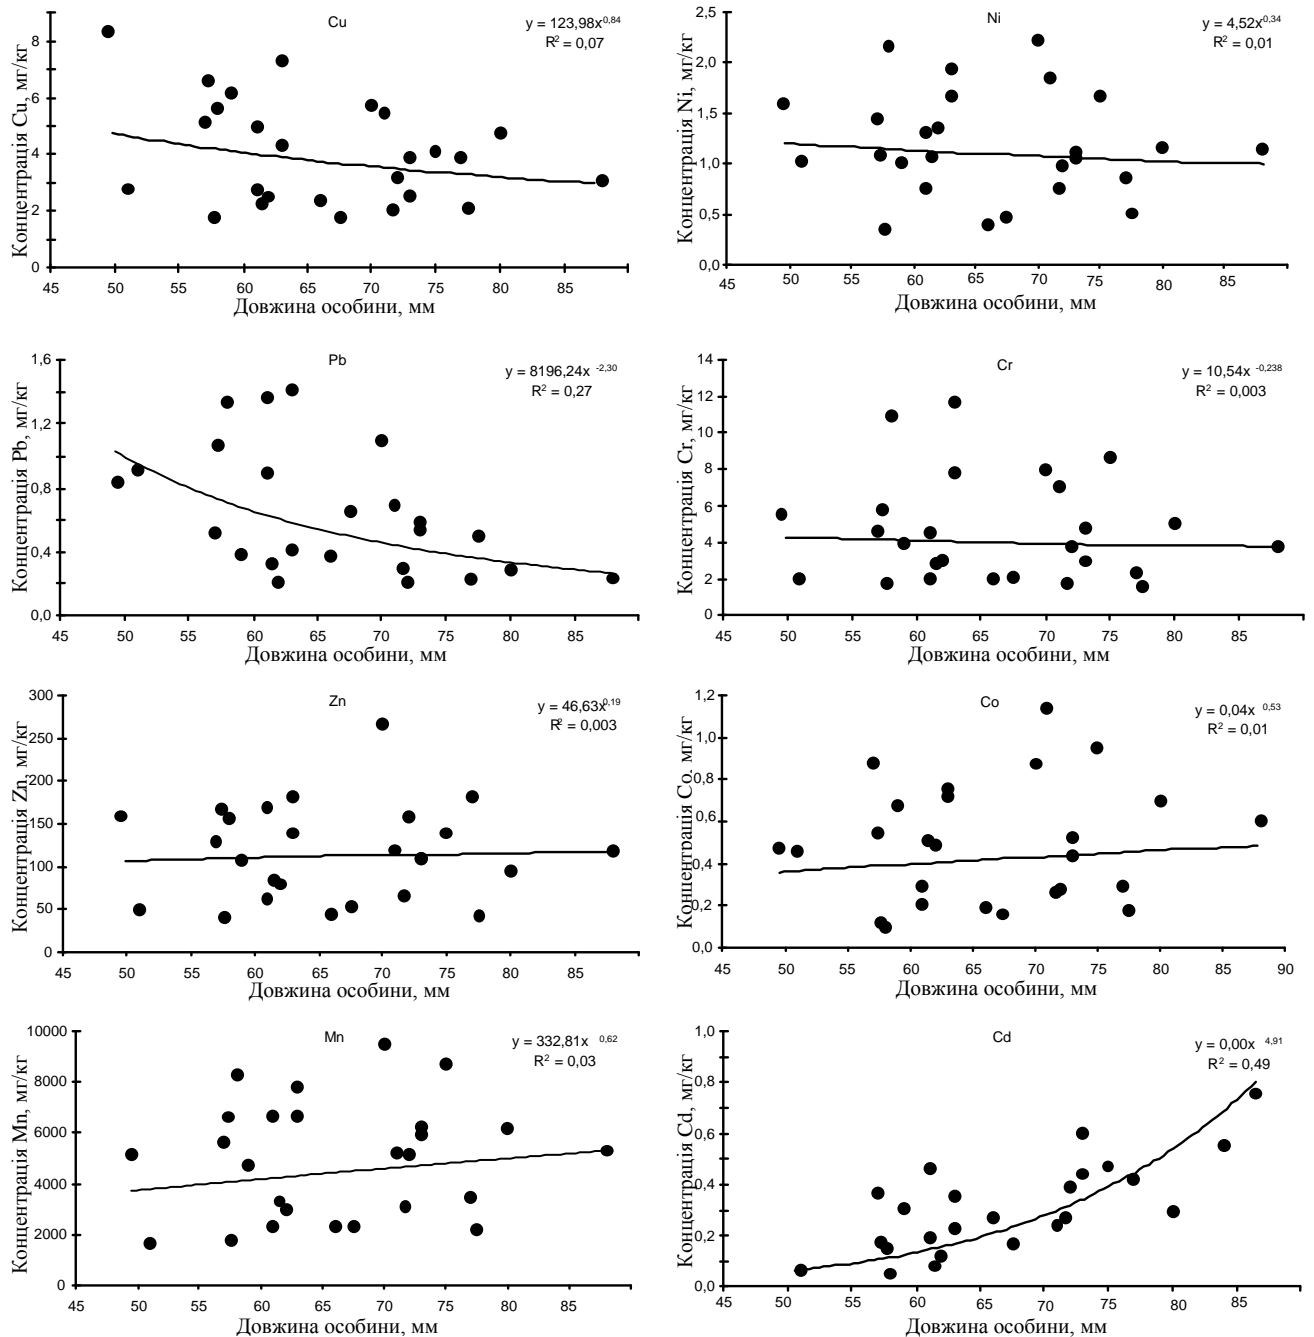 Cu
y = 123,98x^0,84
R² = 0,07
Концентрація Cu, мг/кг
8
6
4
2
0
45 50 55 60 65 70 75 80 85
Довжина особини, мм
Ni
y = 4,52x^0,34
R² = 0,01
Концентрація Ni, мг/кг
2,5
2,0
1,5
1,0
0,5
0,0
45 50 55 60 65 70 75 80 85
Довжина особини, мм
Pb
y = 8196,24x^-2,30
R² = 0,27
Концентрація Pb, мг/кг
1,6
1,2
0,8
0,4
0,0
45 50 55 60 65 70 75 80 85
Довжина особини, мм
Cr
y = 10,54x^-0,238
R² = 0,003
Концентрація Cr, мг/кг
14
12
10
8
6
4
2
0
45 50 55 60 65 70 75 80 85
Довжина особини, мм
Zn
y = 46,63x^0,19
R² = 0,003
Концентрація Zn, мг/кг
300
250
200
150
100
50
0
45 50 55 60 65 70 75 80 85
Довжина особини, мм
Co
y = 0,04x^0,53
R² = 0,01
Концентрація Co. мг/кг
1,2
1,0
0,8
0,6
0,4
0,2
0,0
45 50 55 60 65 70 75 80 85 90
Довжина особини, мм
Mn
y = 332,81x^0,62
R² = 0,03
Концентрація Mn, мг/кг
10000
8000
6000
4000
2000
0
45 50 55 60 65 70 75 80 85
Довжина особини, мм
Cd
y = 0,00x^4,91
R² = 0,49
Концентрація Cd, мг/кг
1,0
0,8
0,6
0,4
0,2
0,0
45 50 55 60 65 70 75 80 85
Довжина особини, мм